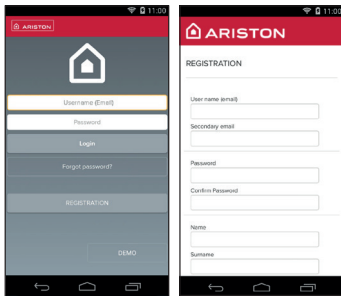 11:00
ARISTON
Username (Email)
Password
Login
Forgot password?
REGISTRATION
DEMO
11:00
ARISTON
REGISTRATION
User name (email)
Secondary email
Password
Confirm Password
Name
Surname